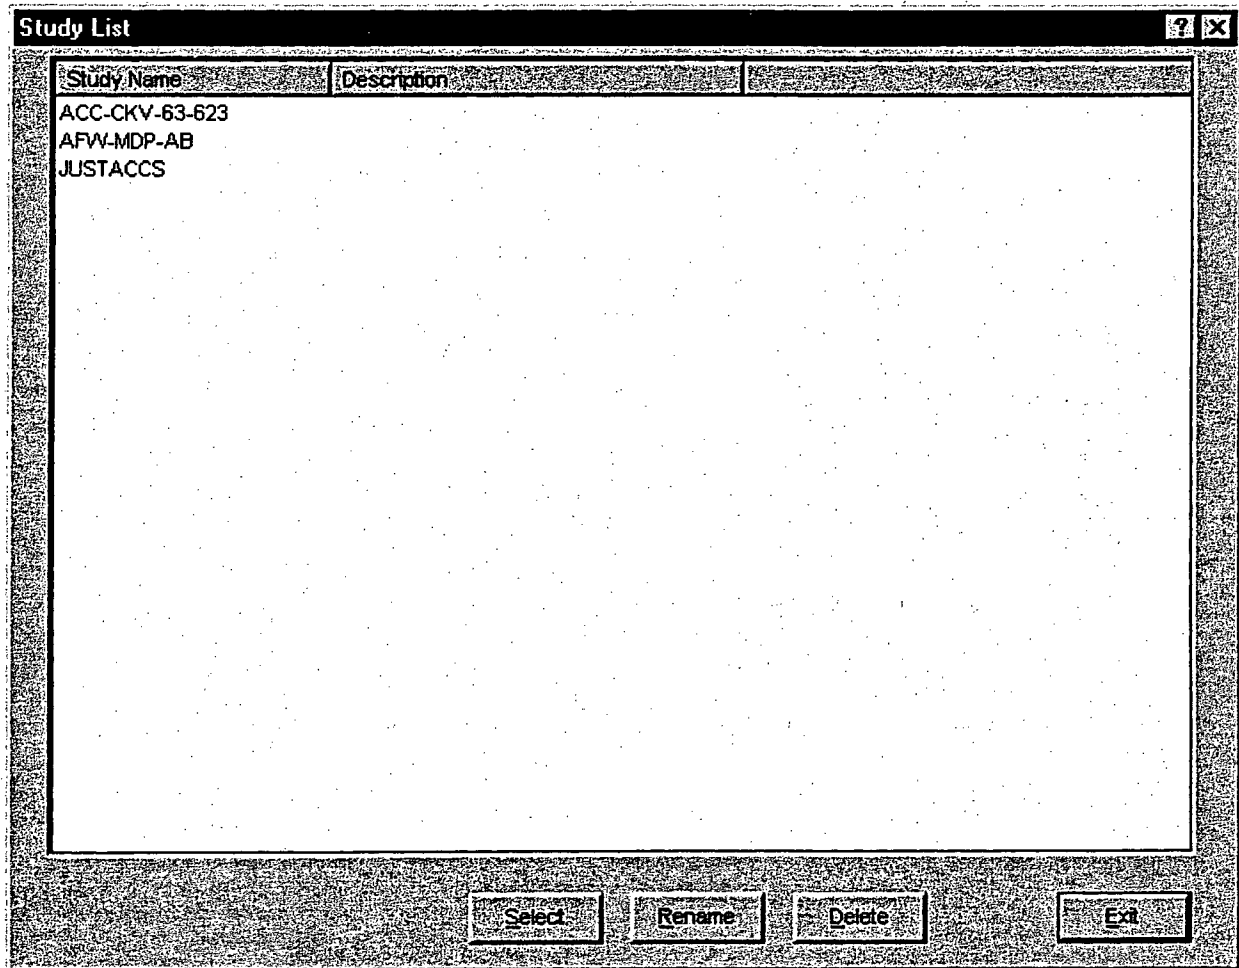 Study List
Study Name Description
ACC-CKV-63-623
AFW-MDP-AB
JUSTACCS
Select Rename Delete Exit